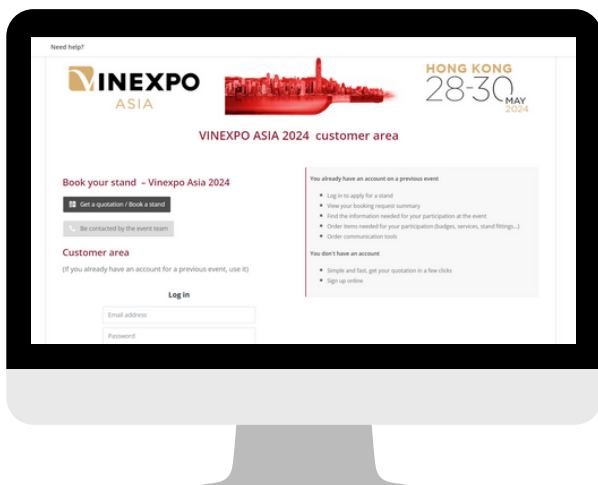 Need help?
VINEXPO
ASIA
HONG KONG
28-30 MAY
2024
VINEXPO ASIA 2024 customer area
Book your stand – Vinexpo Asia 2024
Get a quotation / Book a stand
Be contacted by the event team
Customer area
(If you already have an account for a previous event, use it)
Log in
Email address
Password
You already have an account on a previous event
Log in to apply for a stand
View your booking request summary
Find the information needed for your participation at the event
Order items needed for your participation (badges, services, stand fittings,..)
Order communication tools
You don't have an account
Simple and fast, get your quotation in a few clicks
Sign up online